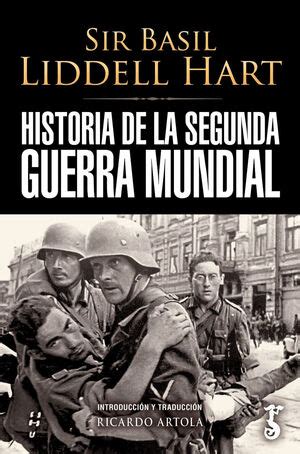 SIR BASIL
LIDDELL HART
HISTORIA DE LA SEGUNDA
GUERRA MUNDIAL
INTRODUCCIÓN Y TRADUCCIÓN
RICARDO ARTOLA